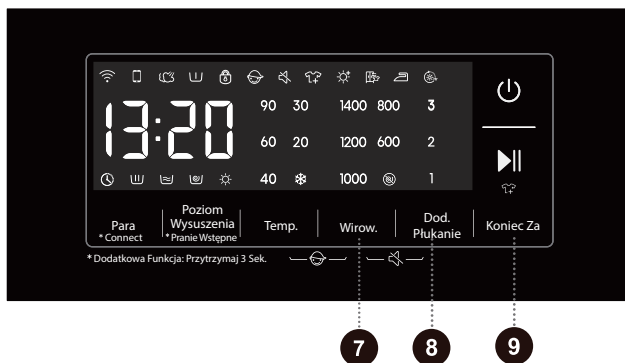 13:20
90 30 1400 800 3
60 20 1200 600 2
40 1000 1
Para
* Connect
Poziom
Wysuszenia
* Pranie Wstępne
Temp.
Wirow.
Dod.
Płukanie
Koniec Za
* Dodatkowa Funkcja: Przytrzymaj 3 Sek.
7 8 9